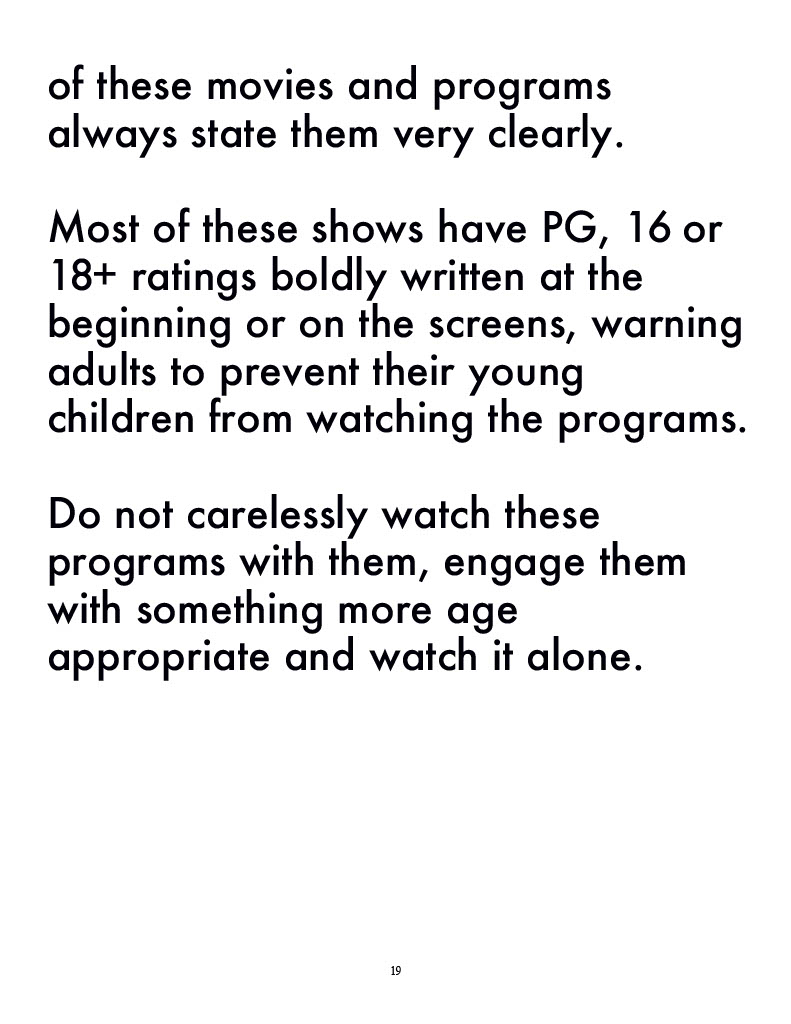 of these movies and programs
always state them very clearly.
Most of these shows have PG, 16 or
18+ ratings boldly written at the
beginning or on the screens, warning
adults to prevent their young
children from watching the programs.
Do not carelessly watch these
programs with them, engage them
with something more age
appropriate and watch it alone.
19